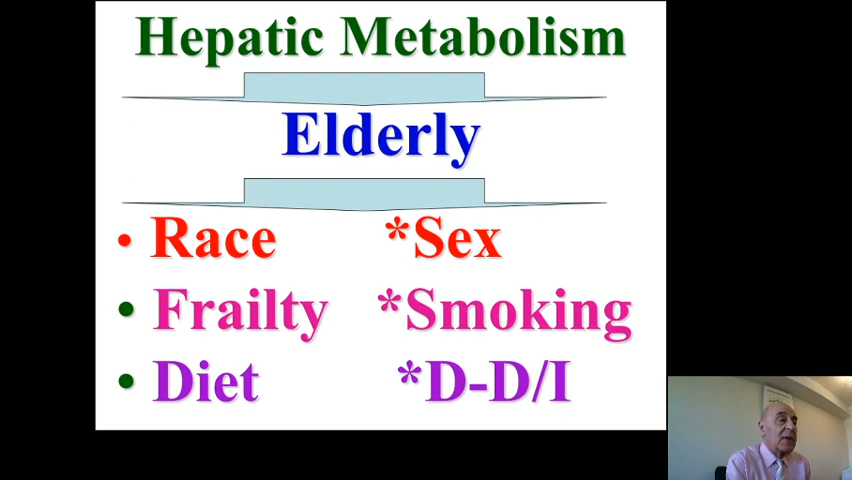 Hepatic Metabolism
Elderly
• Race *Sex
• Frailty *Smoking
• Diet *D-D/I